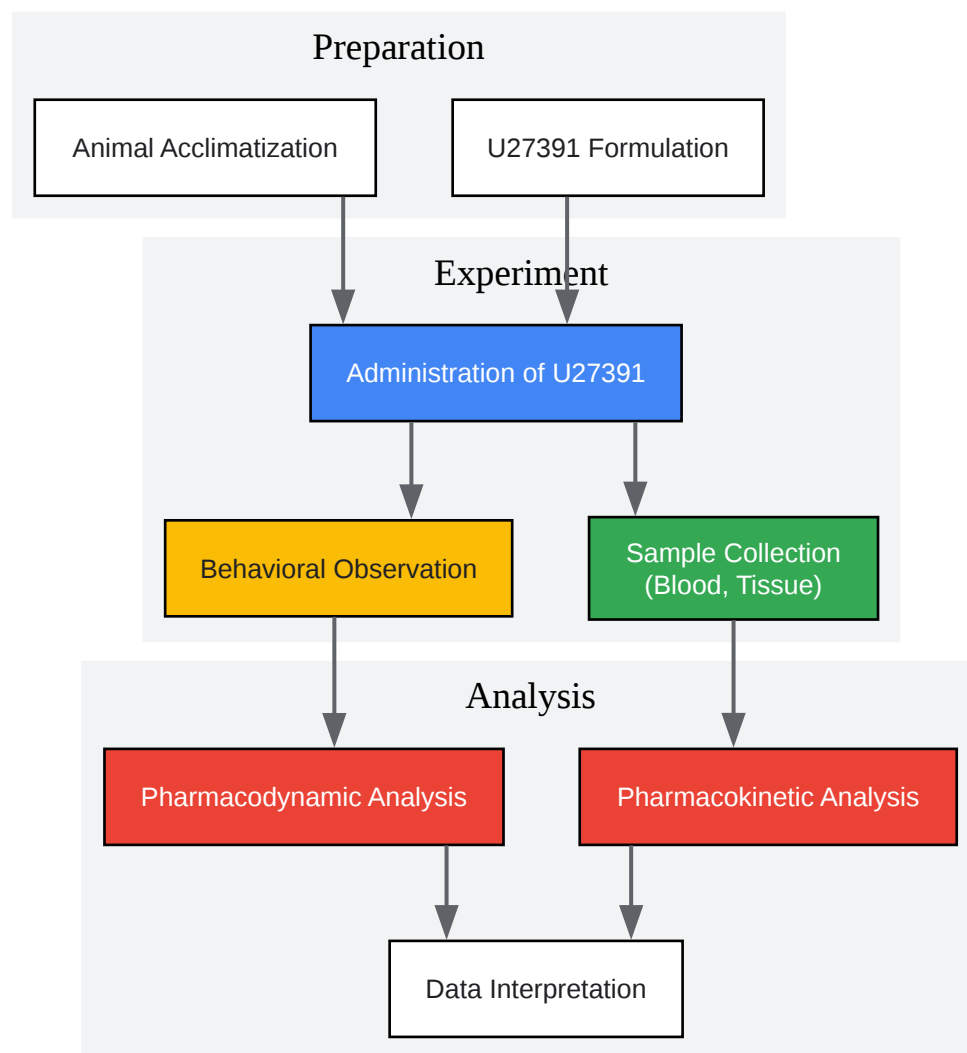 Preparation
Animal Acclimatization
U27391 Formulation
Experiment
Administration of U27391
Behavioral Observation
Sample Collection
(Blood, Tissue)
Analysis
Pharmacodynamic Analysis
Pharmacokinetic Analysis
Data Interpretation